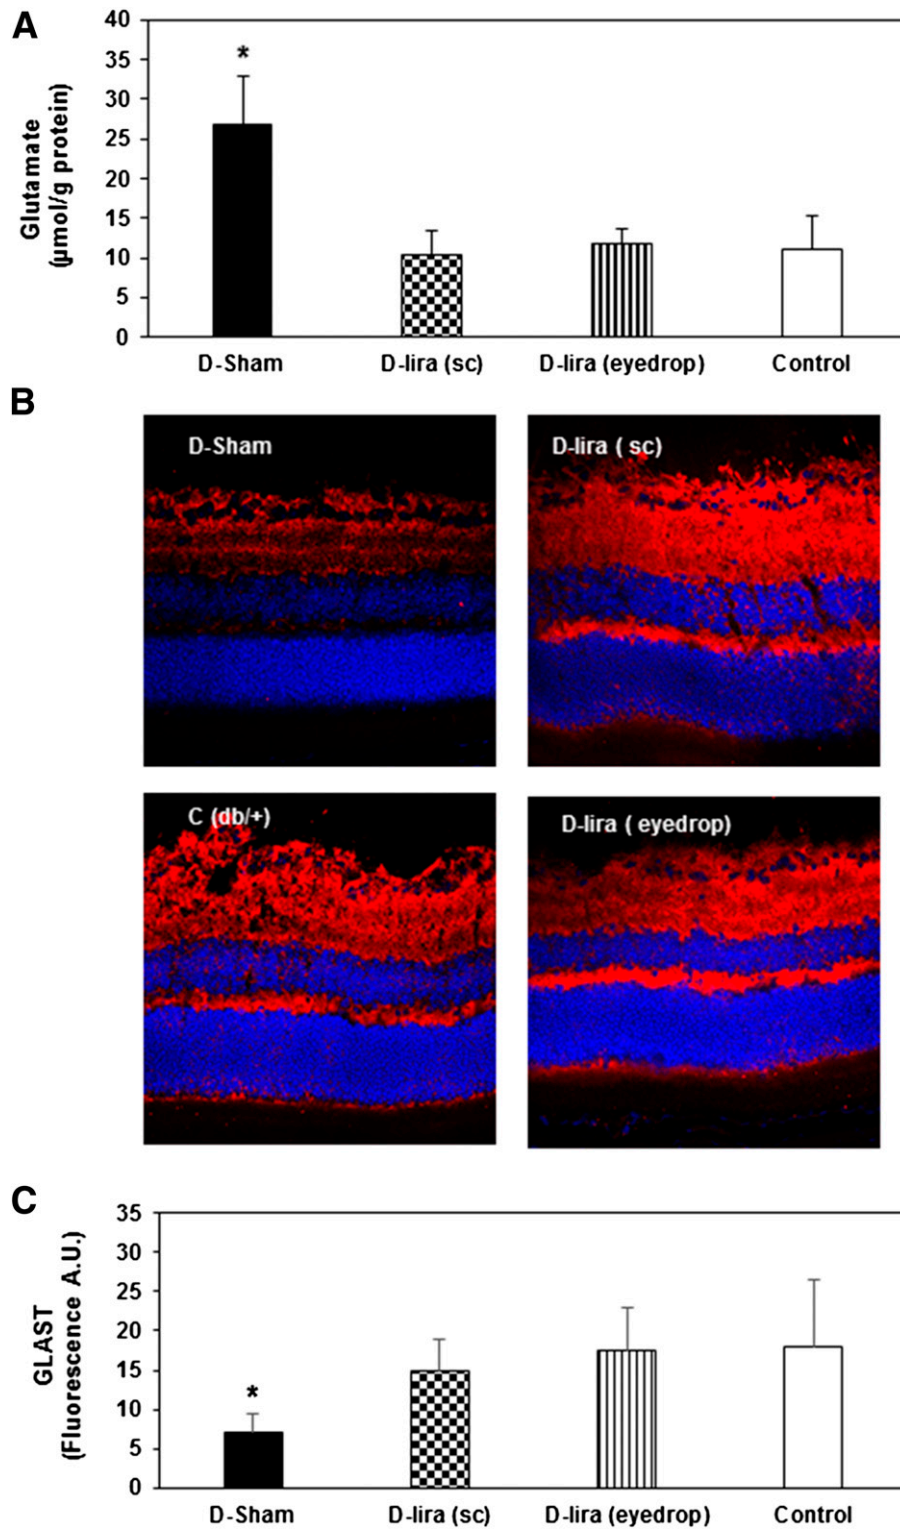 A
Glutamate
(µmol/g protein)
40
35
30
25
20
15
10
5
0
*
D-Sham
D-lira (sc)
D-lira (eyedrop)
Control
B
D-Sham
D-lira ( sc)
C (db/+)
D-lira ( eyedrop)
C
GLAST
(Fluorescence A.U.)
35
30
25
20
15
10
5
0
*
D-Sham
D-lira (sc)
D-lira (eyedrop)
Control